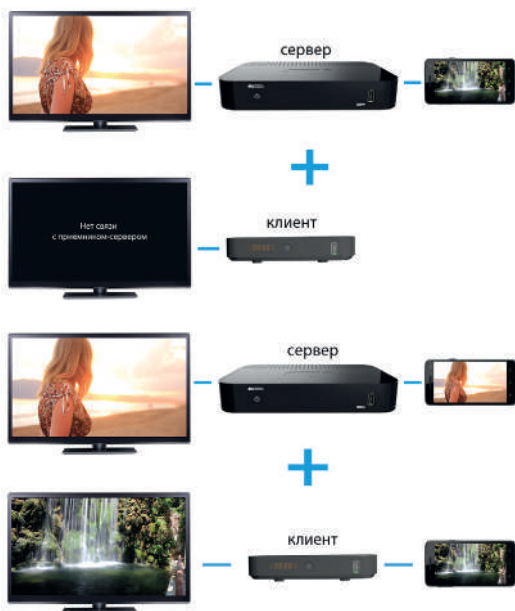 сервер
клиент
Нет связи
с приемником-сервером
сервер
клиент